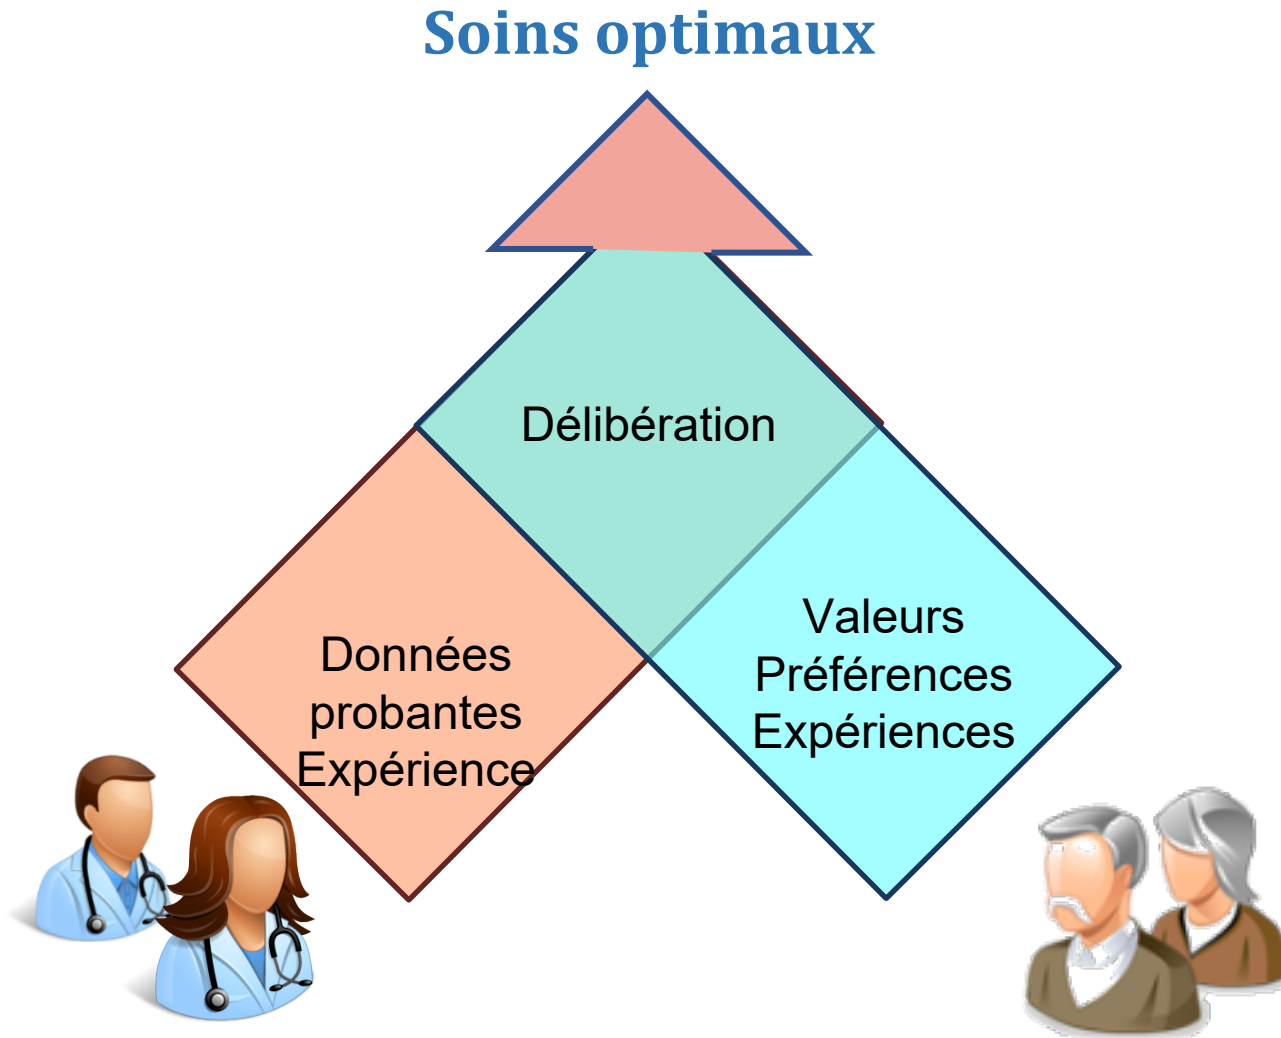 Soins optimaux
Délibération
Données
probantes
Expérience
Valeurs
Préférences
Expériences